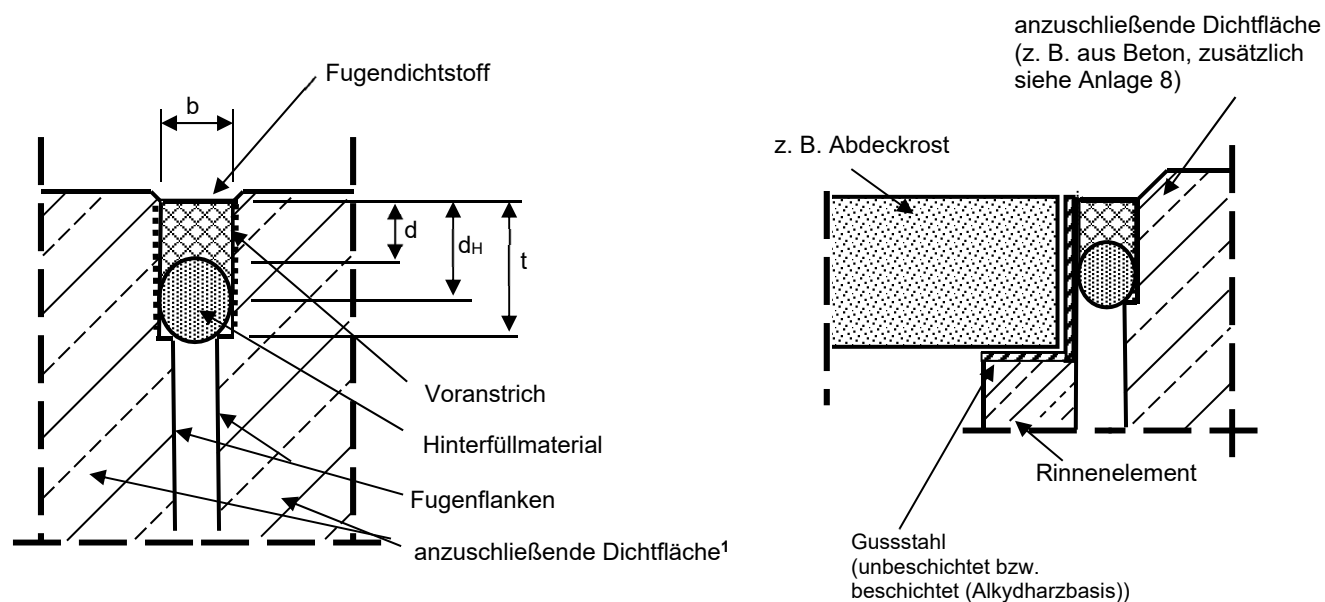 Fugendichtstoff
b
d
dH
t
Voranstrich
Hinterfüllmaterial
Fugenflanken
anzuschließende Dichtfläche¹
anzuschließende Dichtfläche
(z. B. aus Beton, zusätzlich
siehe Anlage 8)
z. B. Abdeckrost
Rinnenelement
Gussstahl
(unbeschichtet bzw.
beschichtet (Alkydharzbasis))